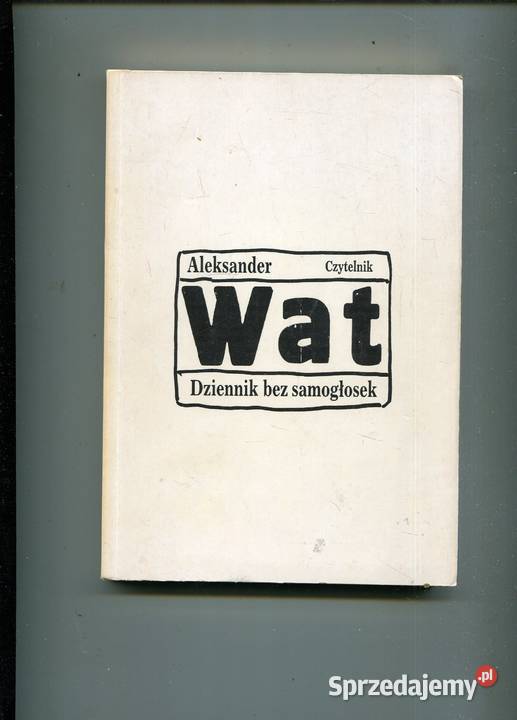 Aleksander Czytelnik
Wat
Dziennik bez samogłosek
Sprzedajemy.pl